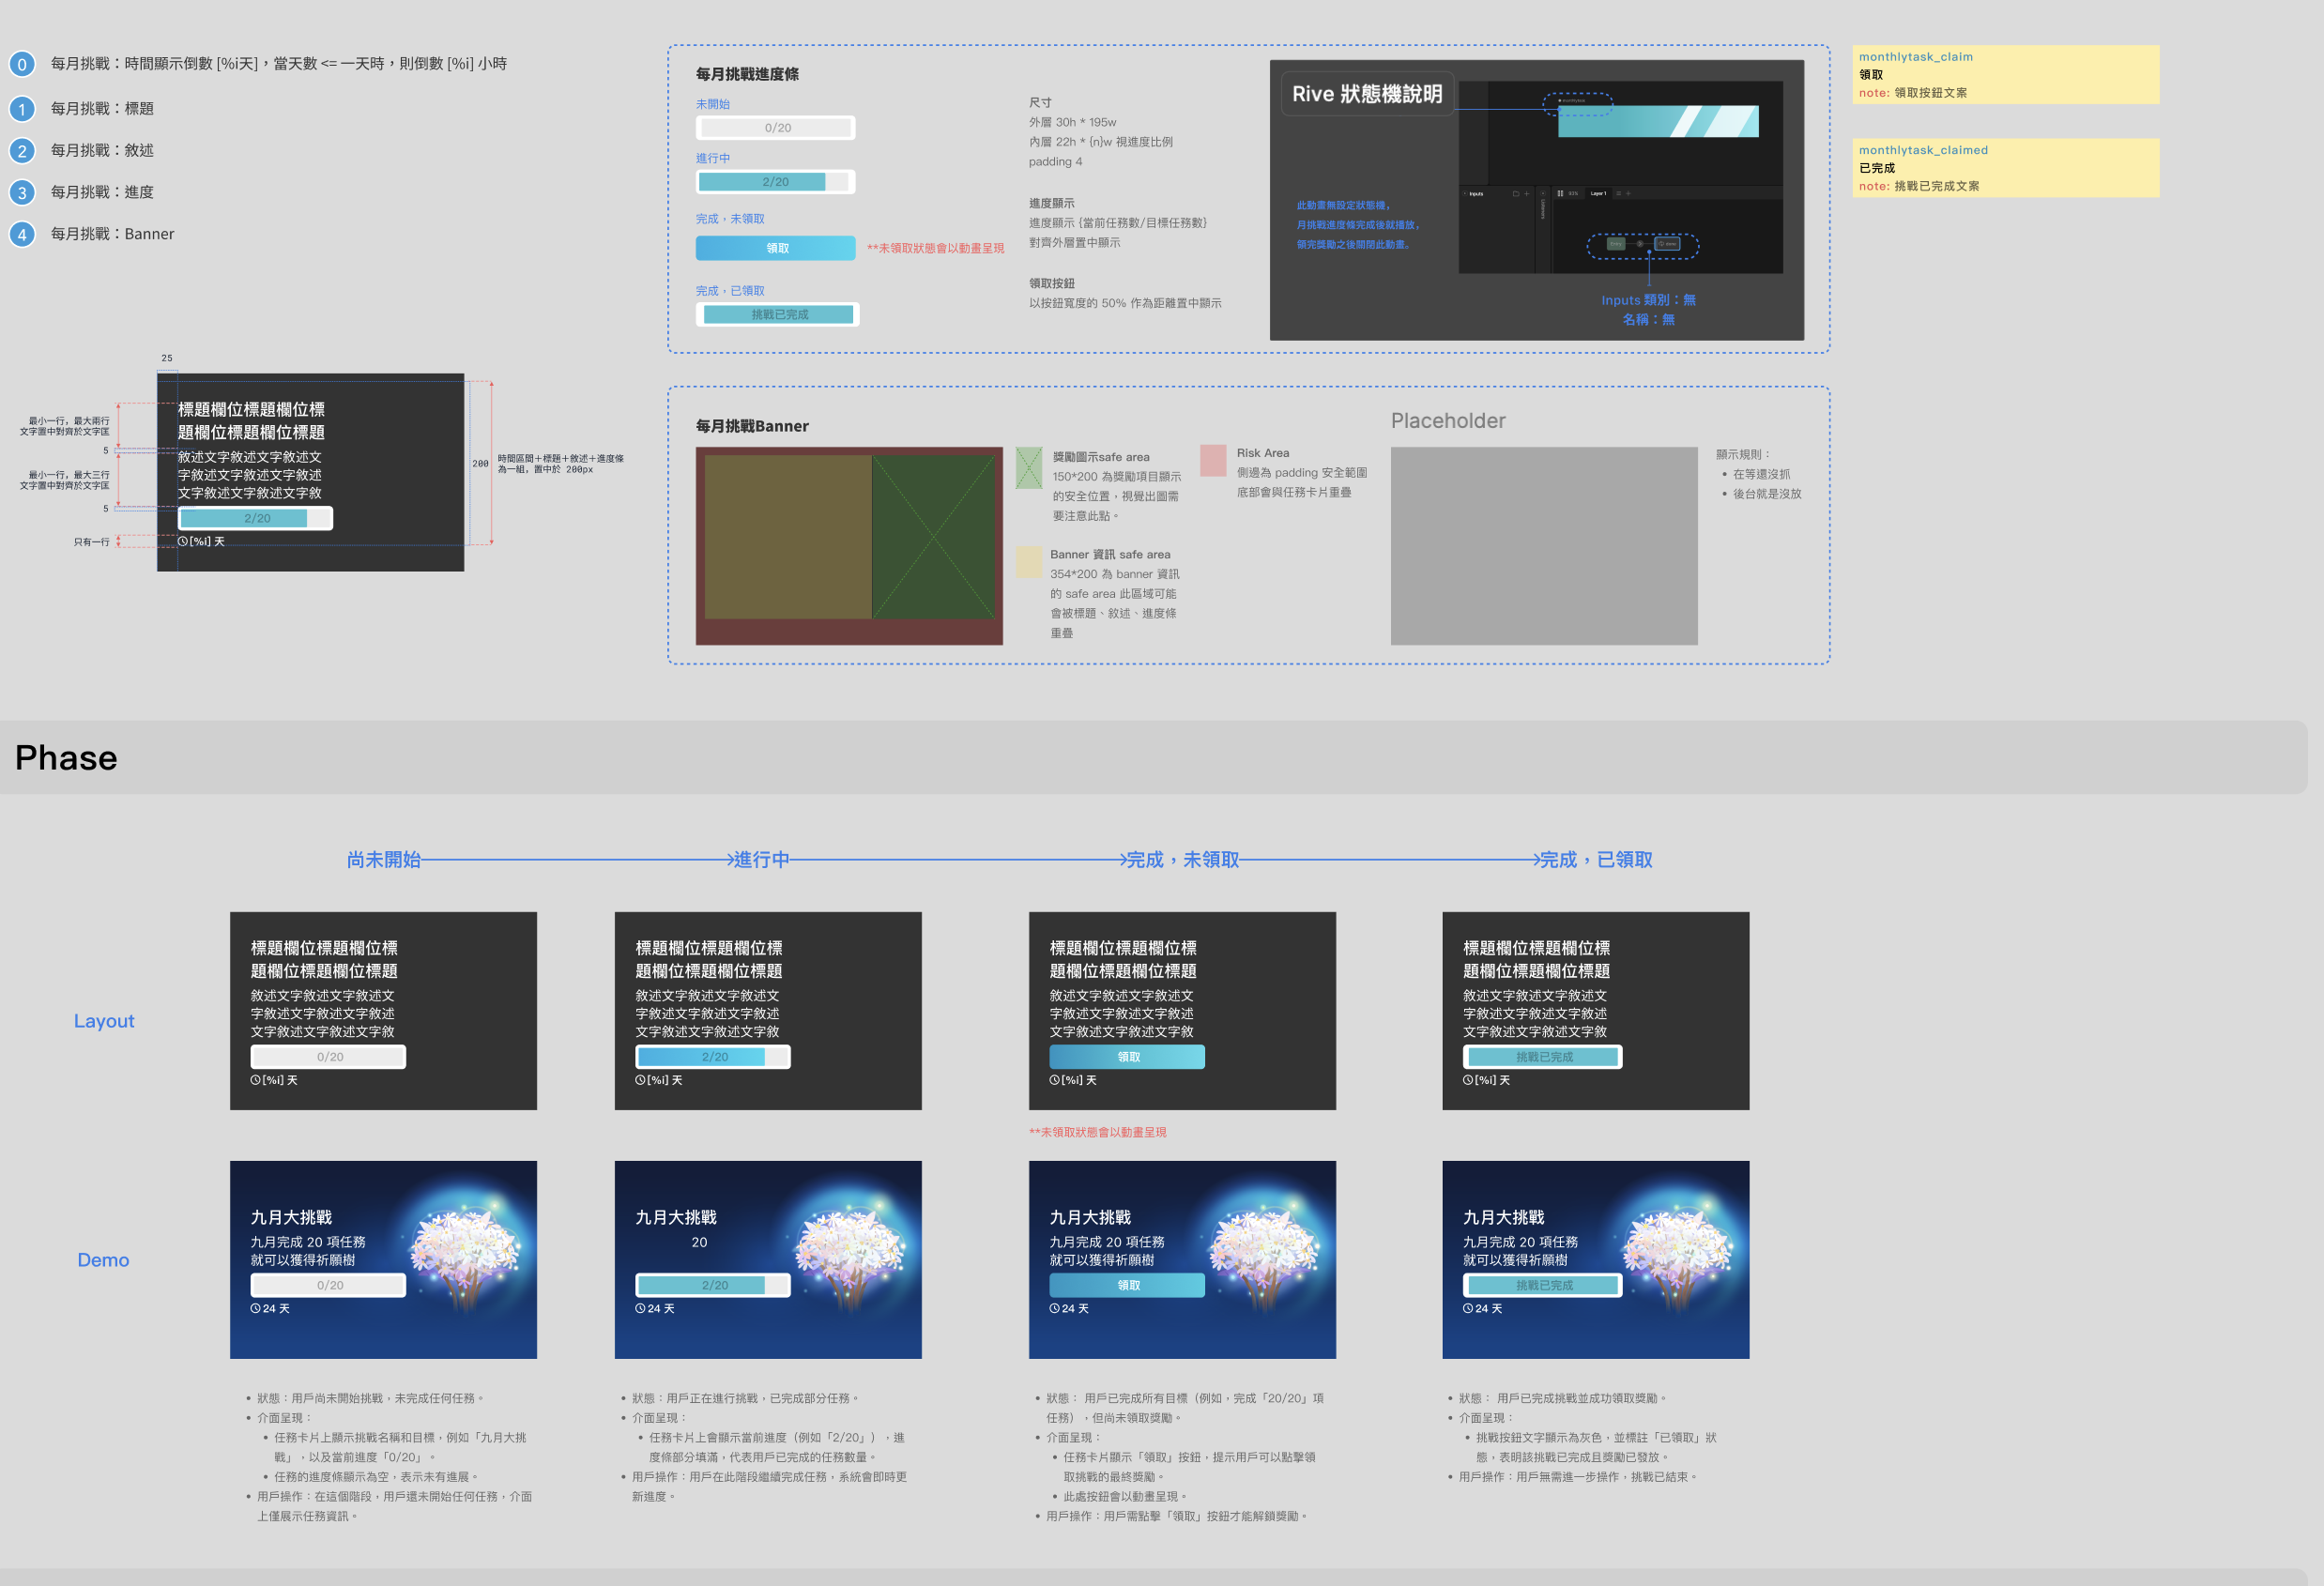 0 每月挑戰：時間顯示倒數 [%i天]，當天數 <= 一天時，則倒數 [%i] 小時
1 每月挑戰：標題
2 每月挑戰：敘述
3 每月挑戰：進度
4 每月挑戰：Banner
25
最小一行，最大兩行
文字置中對齊於文字匡
5
最小一行，最大三行
文字置中對齊於文字匡
5
只有一行
標題欄位標題欄位標
題欄位標題欄位標題
敘述文字敘述文字敘述文
字敘述文字敘述文字敘述
文字敘述文字敘述文字敘
2/20
[%i] 天
200
時間區間＋標題＋敘述＋進度條
為一組，置中於 200px
每月挑戰進度條
未開始
0/20
進行中
2/20
完成，未領取
領取
**未領取狀態會以動畫呈現
完成，已領取
挑戰已完成
尺寸
外層 30h * 195w
內層 22h * {n}w 視進度比例
padding 4
進度顯示
進度顯示 {當前任務數/目標任務數}
對齊外層置中顯示
領取按鈕
以按鈕寬度的 50% 作為距離置中顯示
Rive 狀態機說明
此動畫無設定狀態機，
月挑戰進度條完成後就播放，
領完獎勵之後關閉此動畫。
Inputs
Layer 1
Inputs 類別：無
名稱：無
monthlytask_claim
領取
note: 領取按鈕文案
monthlytask_claimed
已完成
note: 挑戰已完成文案
每月挑戰Banner
獎勵圖示safe area
150*200 為獎勵項目顯示
的安全位置，視覺出圖需
要注意此點。
Banner 資訊 safe area
354*200 為 banner 資訊
的 safe area 此區域可能
會被標題、敘述、進度條
重疊
Risk Area
側邊為 padding 安全範圍
底部會與任務卡片重疊
Placeholder
顯示規則：
• 在等還沒抓
• 後台就是沒放
Phase
尚未開始
進行中
完成，未領取
完成，已領取
Layout
標題欄位標題欄位標
題欄位標題欄位標題
敘述文字敘述文字敘述文
字敘述文字敘述文字敘述
文字敘述文字敘述文字敘
0/20
[%i] 天
標題欄位標題欄位標
題欄位標題欄位標題
敘述文字敘述文字敘述文
字敘述文字敘述文字敘述
文字敘述文字敘述文字敘
2/20
[%i] 天
標題欄位標題欄位標
題欄位標題欄位標題
敘述文字敘述文字敘述文
字敘述文字敘述文字敘述
文字敘述文字敘述文字敘
領取
[%i] 天
**未領取狀態會以動畫呈現
標題欄位標題欄位標
題欄位標題欄位標題
敘述文字敘述文字敘述文
字敘述文字敘述文字敘述
文字敘述文字敘述文字敘
挑戰已完成
[%i] 天
Demo
九月大挑戰
九月完成 20 項任務
就可以獲得祈願樹
0/20
24 天
九月大挑戰
20
2/20
24 天
九月大挑戰
九月完成 20 項任務
就可以獲得祈願樹
領取
24 天
九月大挑戰
九月完成 20 項任務
就可以獲得祈願樹
挑戰已完成
24 天
• 狀態：用戶尚未開始挑戰，未完成任何任務。
• 介面呈現：
• 任務卡片上顯示挑戰名稱和目標，例如「九月大挑
戰」，以及當前進度「0/20」。
• 任務的進度條顯示為空，表示未有進展。
• 用戶操作：在這個階段，用戶還未開始任何任務，介面
上僅展示任務資訊。
• 狀態：用戶正在進行挑戰，已完成部分任務。
• 介面呈現：
• 任務卡片上會顯示當前進度（例如「2/20」），進
度條部分填滿，代表用戶已完成的任務數量。
• 用戶操作：用戶在此階段繼續完成任務，系統會即時更
新進度。
• 狀態： 用戶已完成所有目標（例如，完成「20/20」項
任務），但尚未領取獎勵。
• 介面呈現：
• 任務卡片顯示「領取」按鈕，提示用戶可以點擊領
取挑戰的最終獎勵。
• 此處按鈕會以動畫呈現。
• 用戶操作：用戶需點擊「領取」按鈕才能解鎖獎勵。
• 狀態： 用戶已完成挑戰並成功領取獎勵。
• 介面呈現：
• 挑戰按鈕文字顯示為灰色，並標註「已領取」狀
態，表明該挑戰已完成且獎勵已發放。
• 用戶操作：用戶無需進一步操作，挑戰已結束。